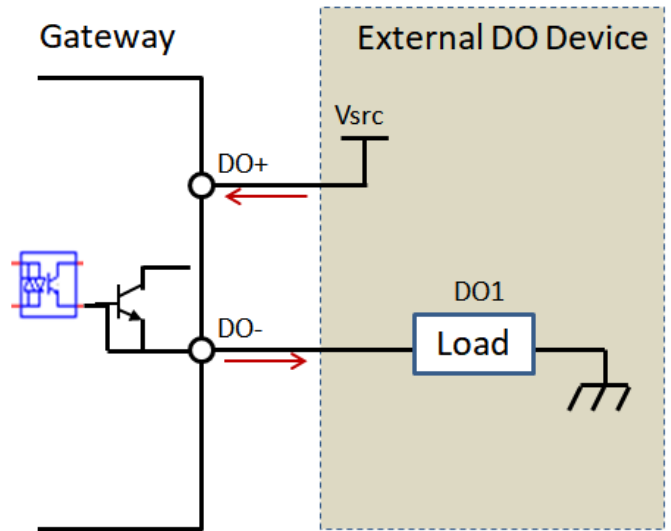 Gateway
External DO Device
Vsrc
DO+
DO1
DO-
Load